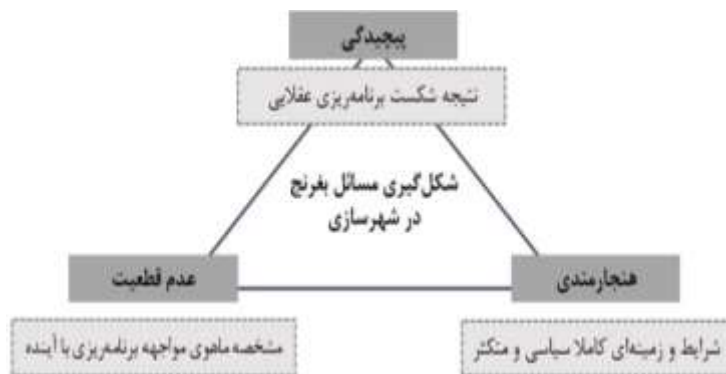 پیچیدگی
نتیجه شکست برنامه‌ریزی عقلایی
شکل‌گیری مسائل بغرنج
در شهرسازی
هنجارمندی
عدم قطعیت
شرایط و زمینه‌ای کاملا سیاسی و متکثر
مشخصه ماهوی مواجهه برنامه‌ریزی با آینده